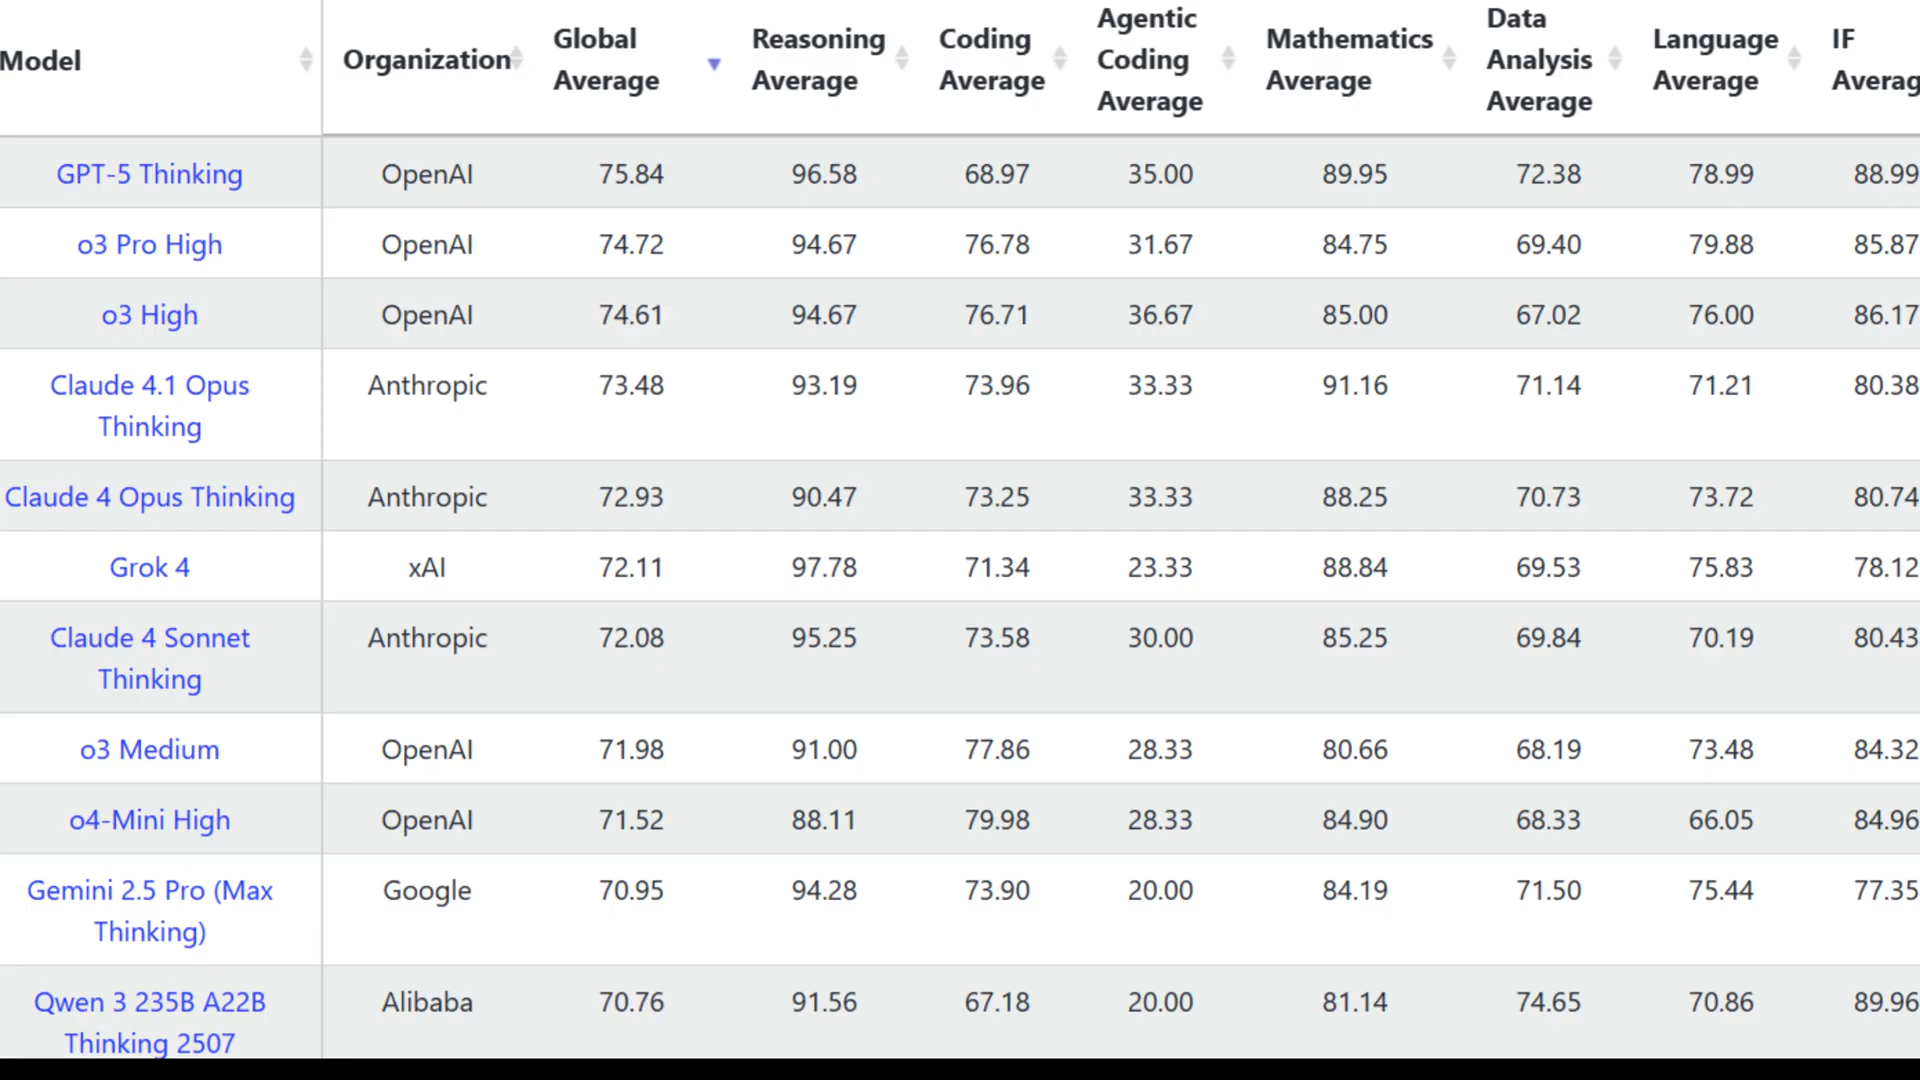 Model Organization Global Average Reasoning Average Coding Average Agentic Coding Average Mathematics Average Data Analysis Average Language Average IF Averag
GPT-5 Thinking OpenAI 75.84 96.58 68.97 35.00 89.95 72.38 78.99 88.99
o3 Pro High OpenAI 74.72 94.67 76.78 31.67 84.75 69.40 79.88 85.87
o3 High OpenAI 74.61 94.67 76.71 36.67 85.00 67.02 76.00 86.17
Claude 4.1 Opus Thinking Anthropic 73.48 93.19 73.96 33.33 91.16 71.14 71.21 80.38
Claude 4 Opus Thinking Anthropic 72.93 90.47 73.25 33.33 88.25 70.73 73.72 80.74
Grok 4 xAI 72.11 97.78 71.34 23.33 88.84 69.53 75.83 78.12
Claude 4 Sonnet Thinking Anthropic 72.08 95.25 73.58 30.00 85.25 69.84 70.19 80.43
o3 Medium OpenAI 71.98 91.00 77.86 28.33 80.66 68.19 73.48 84.32
o4-Mini High OpenAI 71.52 88.11 79.98 28.33 84.90 68.33 66.05 84.96
Gemini 2.5 Pro (Max Thinking) Google 70.95 94.28 73.90 20.00 84.19 71.50 75.44 77.35
Qwen 3 235B A22B Thinking 2507 Alibaba 70.76 91.56 67.18 20.00 81.14 74.65 70.86 89.96